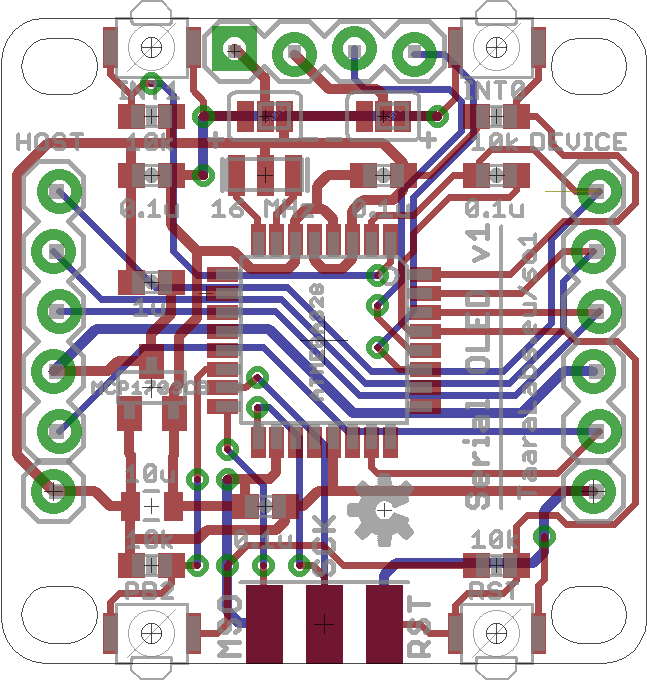 INT1
INT0
+ - - +
HOST
10k
10k
DEVICE
0.1u
16 MHz
0.1u
0.1u
1u
ATMEGA328
Serial OLED v1
Taaralabs.eu/so1
10u
0.1u
10k
10k
PB2
RST
MSO
SCK
RST